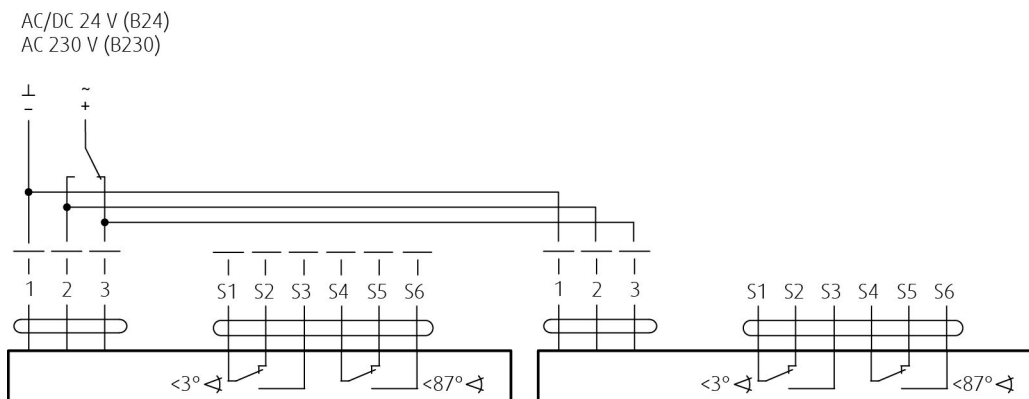 AC/DC 24 V (B24)
AC 230 V (B230)
⊥ ~
− +
1 2 3 S1 S2 S3 S4 S5 S6 1 2 3 S1 S2 S3 S4 S5 S6
<3° <87° <3° <87°